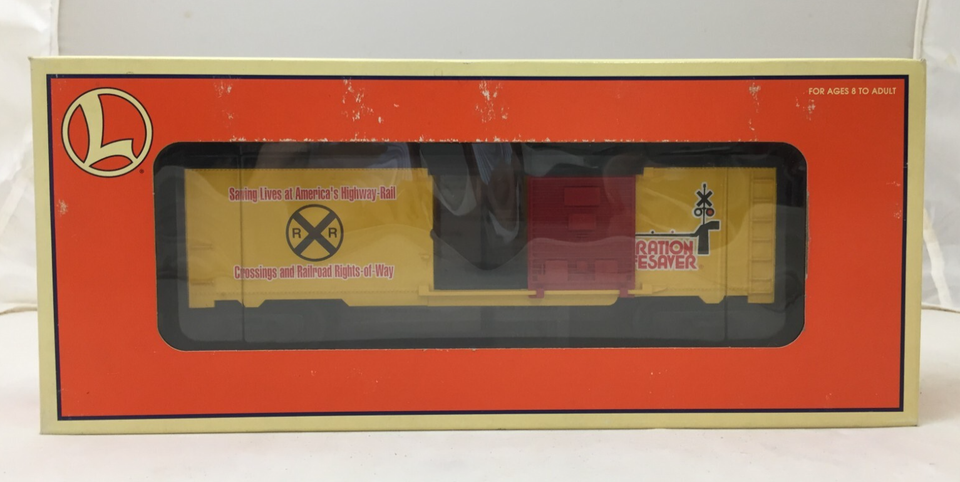 FOR AGES 8 TO ADULT
L
Saving Lives at America's Highway-Rail
R R
Crossings and Railroad Rights-of-Way
RATION
FESAVER